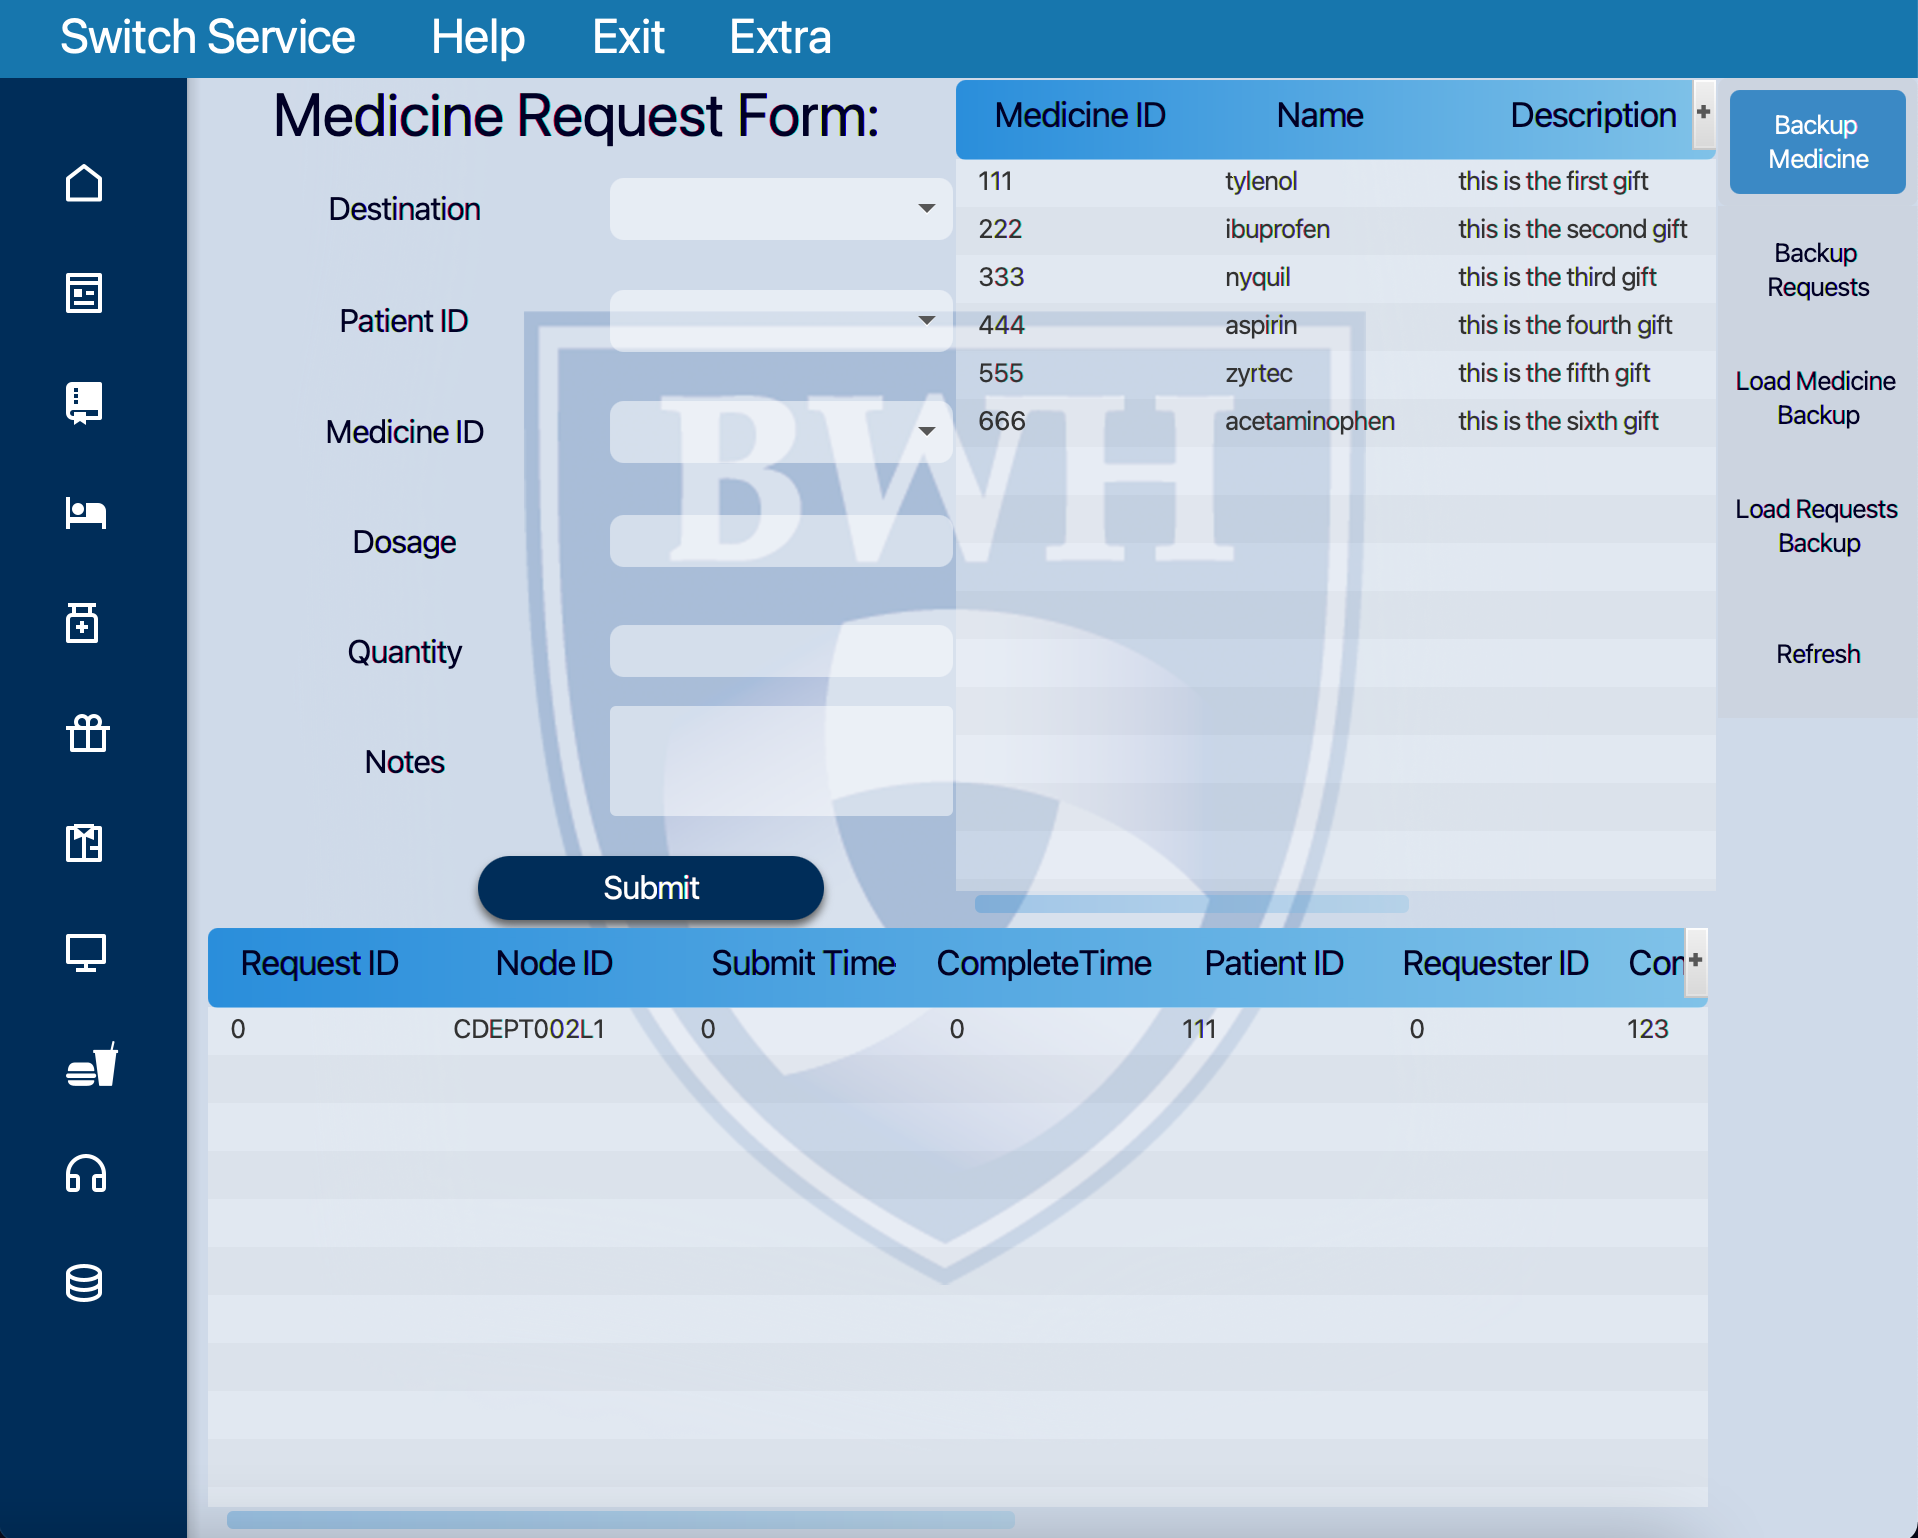 Switch Service Help Exit Extra
Medicine Request Form:
Destination
Patient ID
Medicine ID
Dosage
Quantity
Notes
Submit
BWH
Medicine ID Name Description +
111 tylenol this is the first gift
222 ibuprofen this is the second gift
333 nyquil this is the third gift
444 aspirin this is the fourth gift
555 zyrtec this is the fifth gift
666 acetaminophen this is the sixth gift
Backup
Medicine
Backup
Requests
Load Medicine
Backup
Load Requests
Backup
Refresh
Request ID Node ID Submit Time CompleteTime Patient ID Requester ID Con +
0 CDEPT002L1 0 0 111 0 123